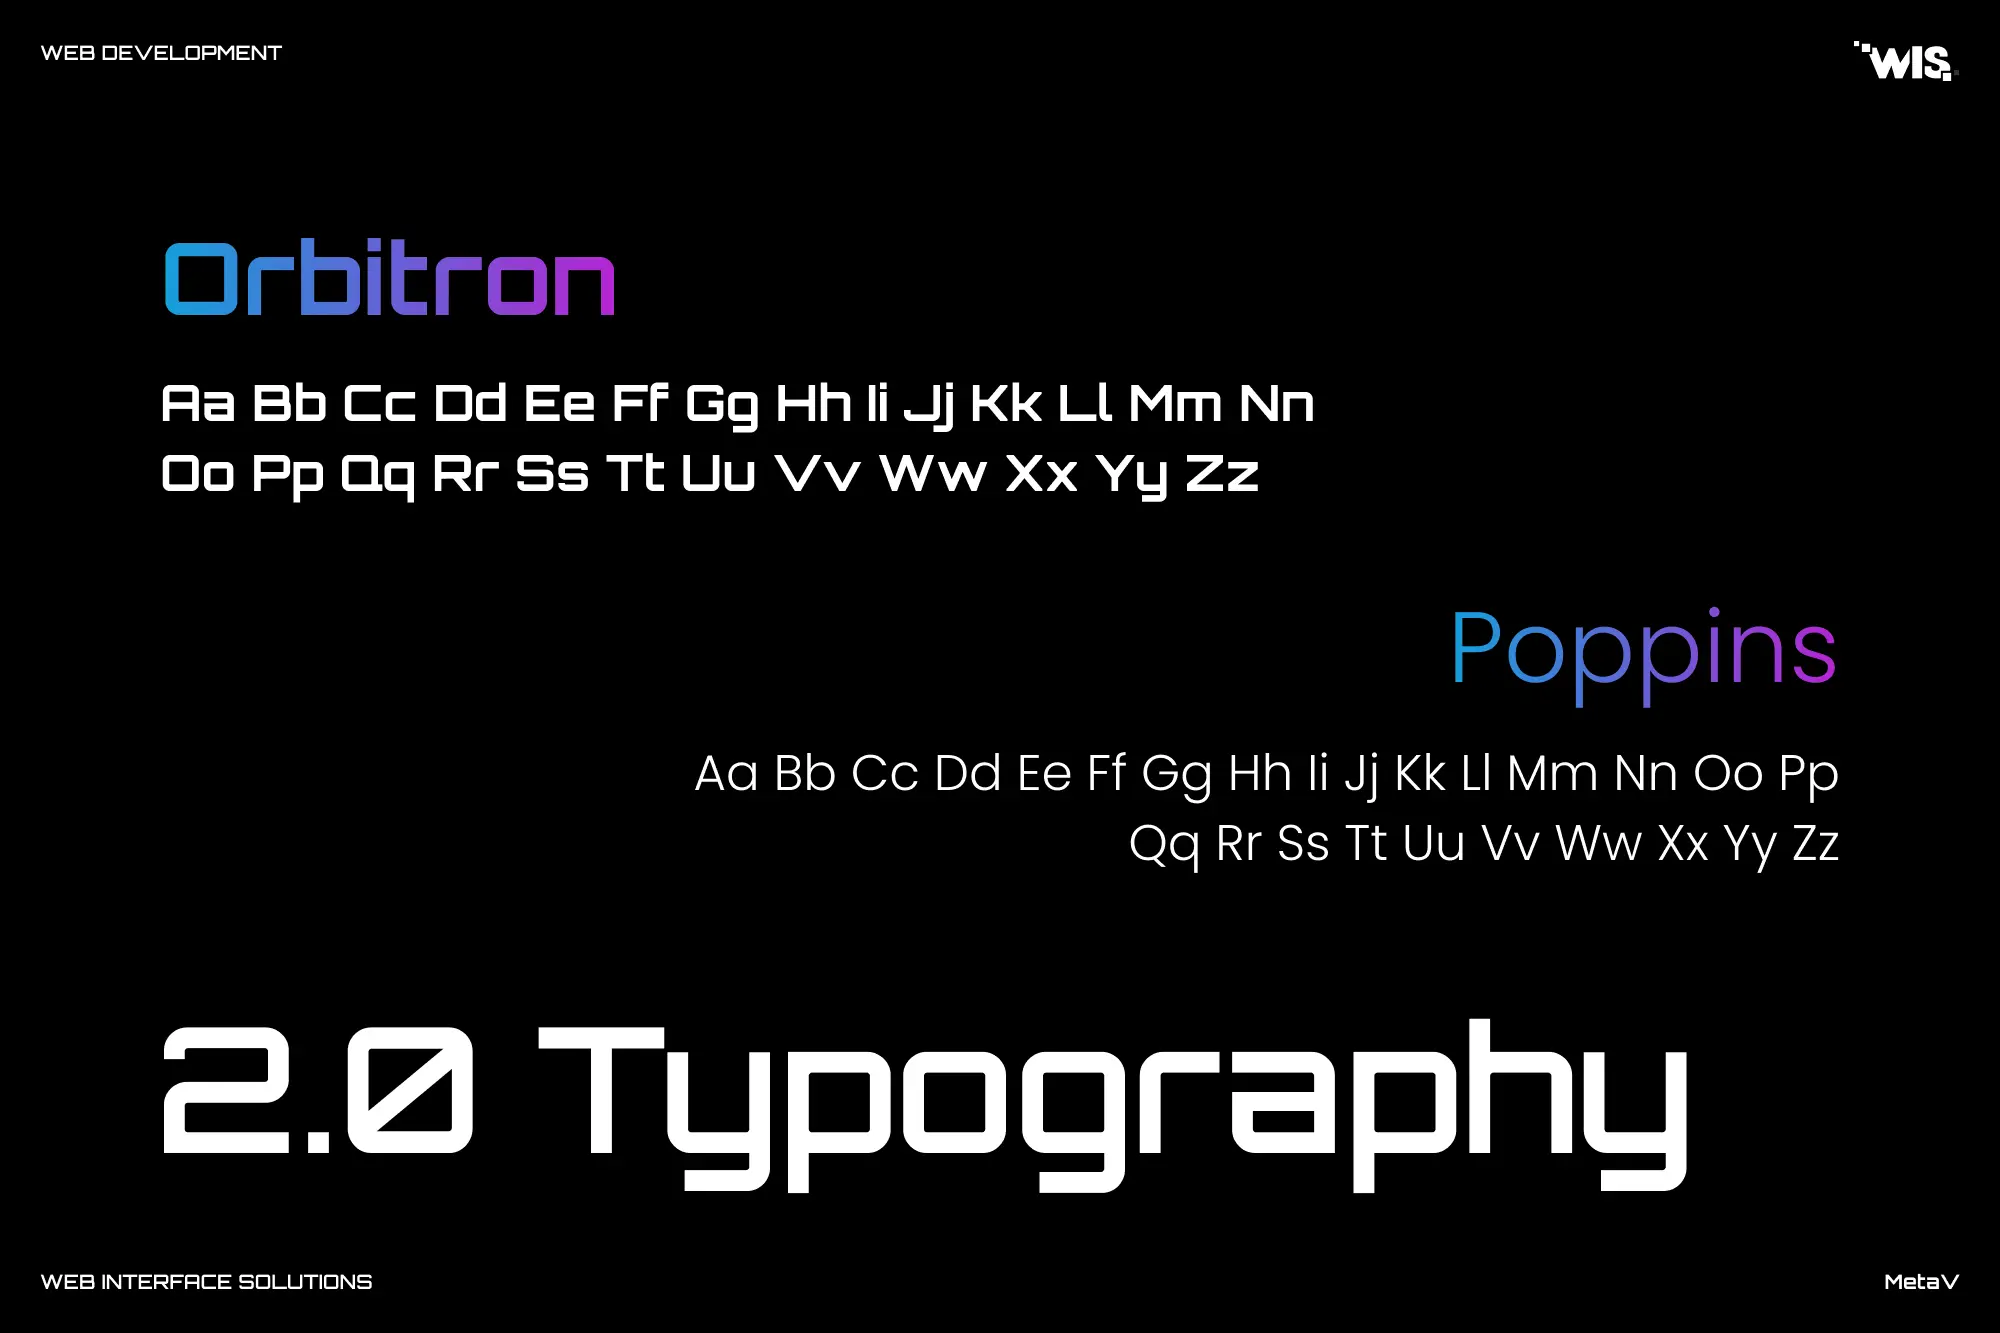 WEB DEVELOPMENT
WIS
Orbitron
Aa Bb Cc Dd Ee Ff Gg Hh Ii Jj Kk Ll Mm Nn
Oo Pp Qq Rr Ss Tt Uu Vv Ww Xx Yy Zz
Poppins
Aa Bb Cc Dd Ee Ff Gg Hh Ii Jj Kk Ll Mm Nn Oo Pp
Qq Rr Ss Tt Uu Vv Ww Xx Yy Zz
2.0 Typography
WEB INTERFACE SOLUTIONS
MetaV